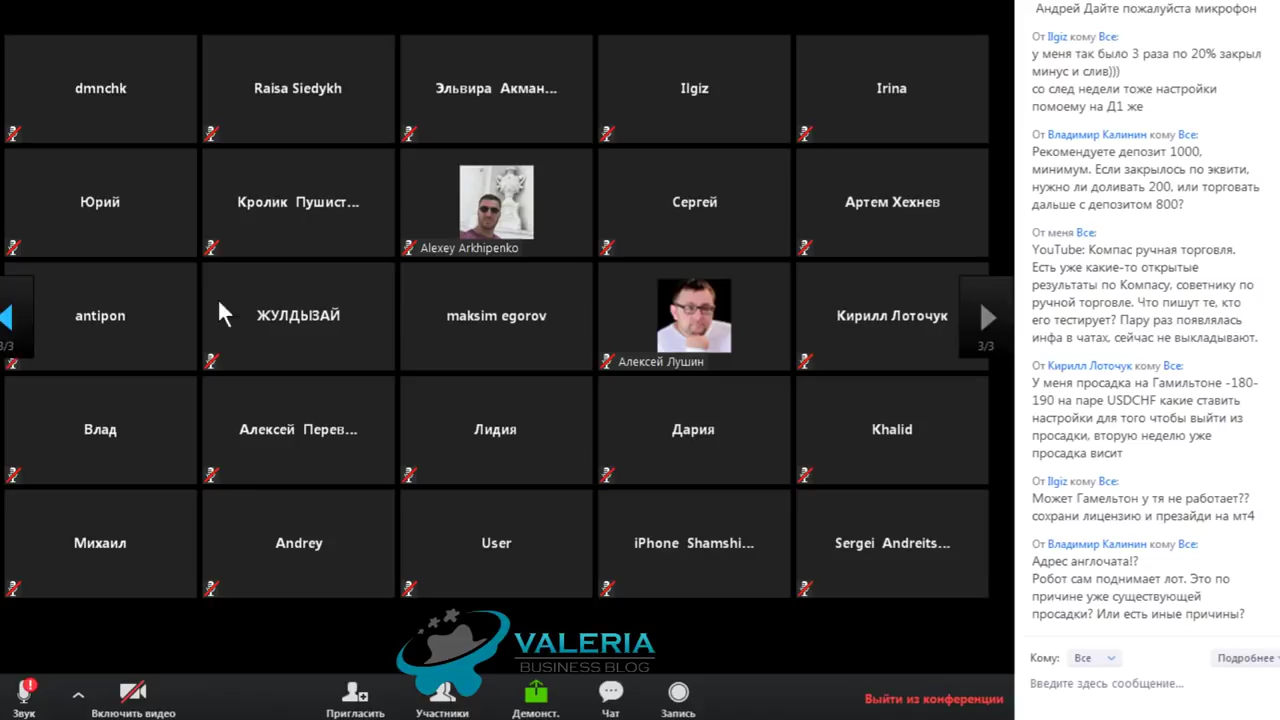 dmnchk
Raisa Siedykh
Эльвира Акман...
Ilgiz
Irina
Юрий
Кролик Пушист...
Alexey Arkhipenko
Сергей
Артем Хехнев
antipon
ЖУЛДЫЗАЙ
maksim egorov
Алексей Лушин
Кирилл Лоточук
3/3
3/3
Влад
Алексей Перев...
Лидия
Дария
Khalid
Михаил
Andrey
User
iPhone Shamshi...
Sergei Andreits...
VALERIA
BUSINESS BLOG
Звук
Включить видео
Пригласить
Участники
Демонст.
Чат
Запись
Выйти из конференции
Андрей Дайте пожалуйста микрофон
От Ilgiz кому Все:
у меня так было 3 раза по 20% закрыл
минус и слив)))
со след недели тоже настройки
помоему на Д1 же
От Владимир Калинин кому Все:
Рекомендуете депозит 1000,
минимум. Если закрылось по эквити,
нужно ли доливать 200, или торговать
дальше с депозитом 800?
От меня Все:
YouTube: Компас ручная торговля.
Есть уже какие-то открытые
результаты по Компасу, советнику по
ручной торговле. Что пишут те, кто
его тестирует? Пару раз появлялась
инфа в чатах, сейчас не выкладывают.
От Кирилл Лоточук кому Все:
У меня просадка на Гамильтоне -180-
190 на паре USDCHF какие ставить
настройки для того чтобы выйти из
просадки, вторую неделю уже
просадка висит
От Ilgiz кому Все:
Может Гамельтон у тя не работает??
сохрани лицензию и презайди на мт4
От Владимир Калинин кому Все:
Адрес англочата!?
Робот сам поднимает лот. Это по
причине уже существующей
просадки? Или есть иные причины?
Кому: Все
Подробнее
Введите здесь сообщение...